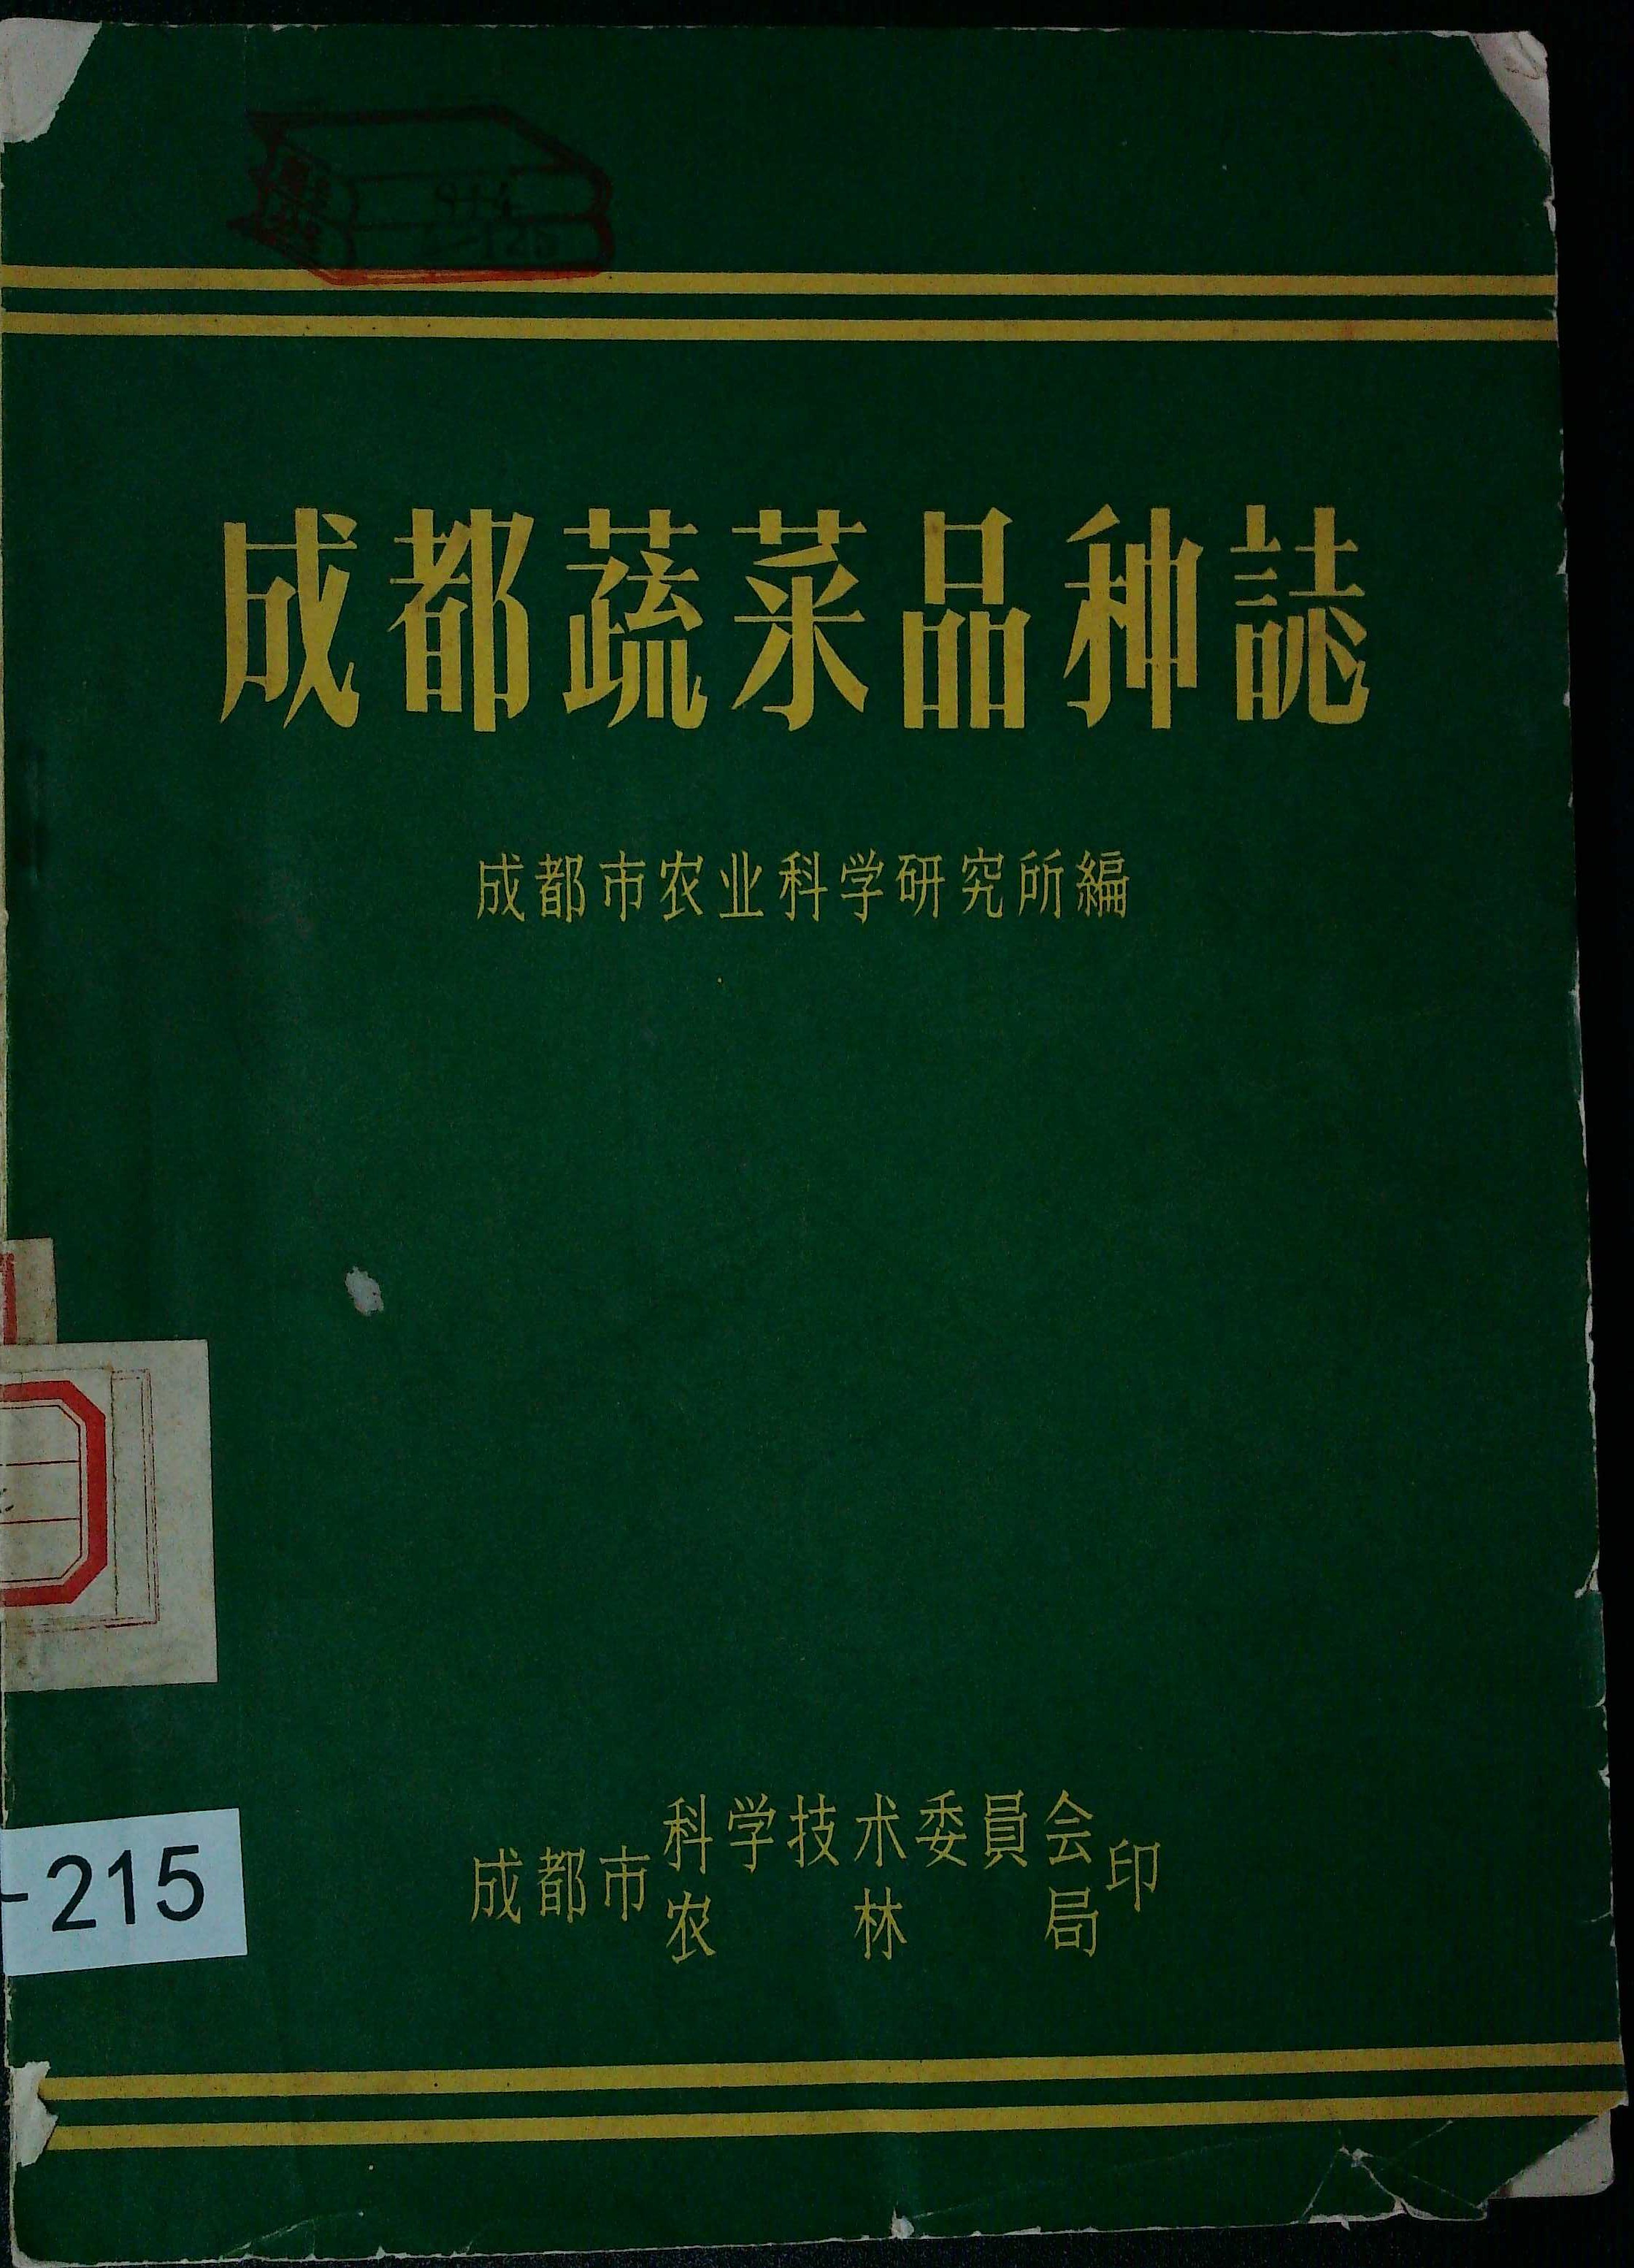 成都蔬菜品种誌
成都市农业科学研究所編
成都市科学技术委員会印
农林局
-215